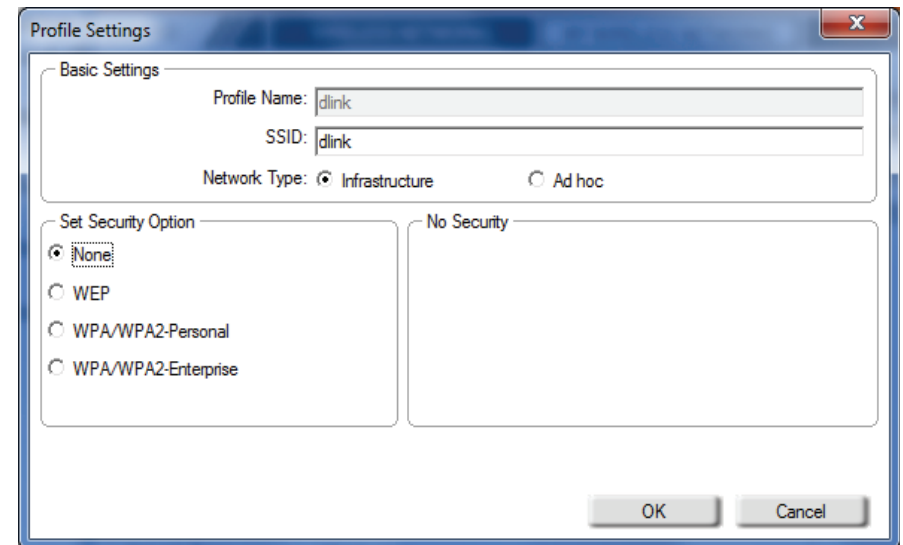 Profile Settings
Basic Settings
Profile Name: dlink
SSID: dlink
Network Type: Infrastructure Ad hoc
Set Security Option
None
WEP
WPA/WPA2-Personal
WPA/WPA2-Enterprise
No Security
OK Cancel